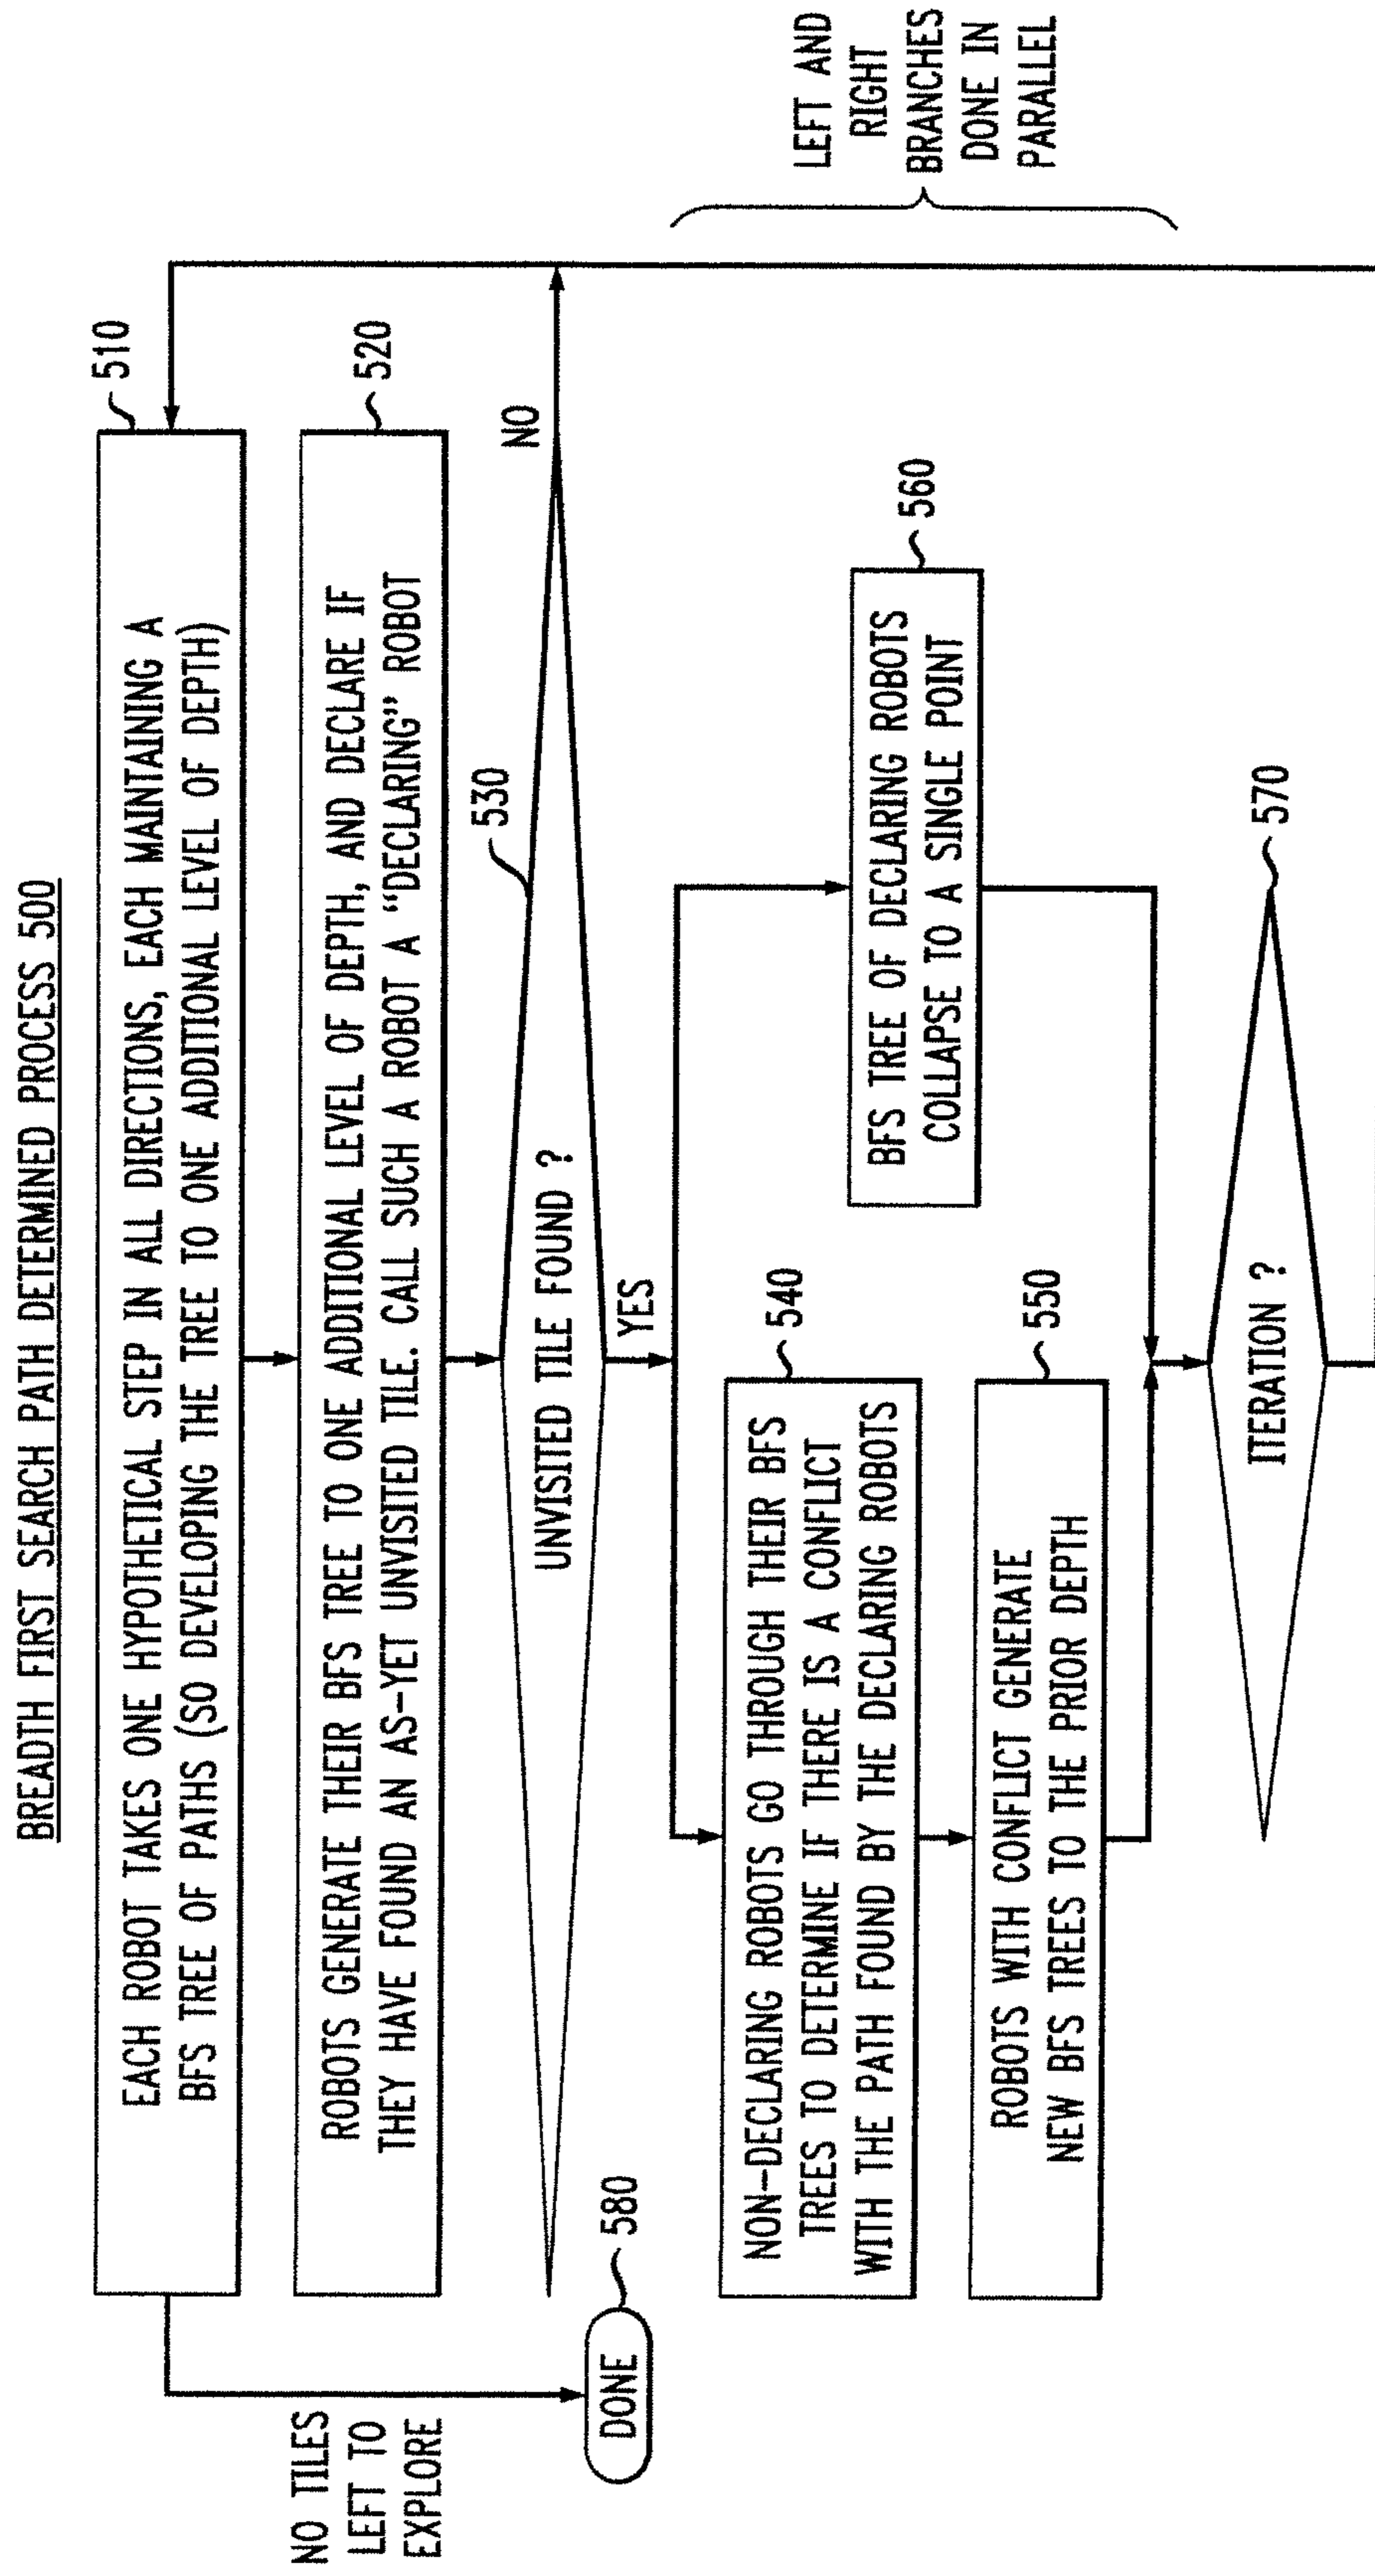 BREADTH FIRST SEARCH PATH DETERMINED PROCESS 500
510
EACH ROBOT TAKES ONE HYPOTHETICAL STEP IN ALL DIRECTIONS, EACH MAINTAINING A
BFS TREE OF PATHS (SO DEVELOPING THE TREE TO ONE ADDITIONAL LEVEL OF DEPTH)
NO TILES
LEFT TO
EXPLORE
520
ROBOTS GENERATE THEIR BFS TREE TO ONE ADDITIONAL LEVEL OF DEPTH, AND DECLARE IF
THEY HAVE FOUND AN AS-YET UNVISITED TILE. CALL SUCH A ROBOT A “DECLARING” ROBOT
530
NO
UNVISITED TILE FOUND ?
YES
DONE
580
540
NON-DECLARING ROBOTS GO THROUGH THEIR BFS
TREES TO DETERMINE IF THERE IS A CONFLICT
WITH THE PATH FOUND BY THE DECLARING ROBOTS
560
BFS TREE OF DECLARING ROBOTS
COLLAPSE TO A SINGLE POINT
LEFT AND
RIGHT
BRANCHES
DONE IN
PARALLEL
550
ROBOTS WITH CONFLICT GENERATE
NEW BFS TREES TO THE PRIOR DEPTH
570
ITERATION ?